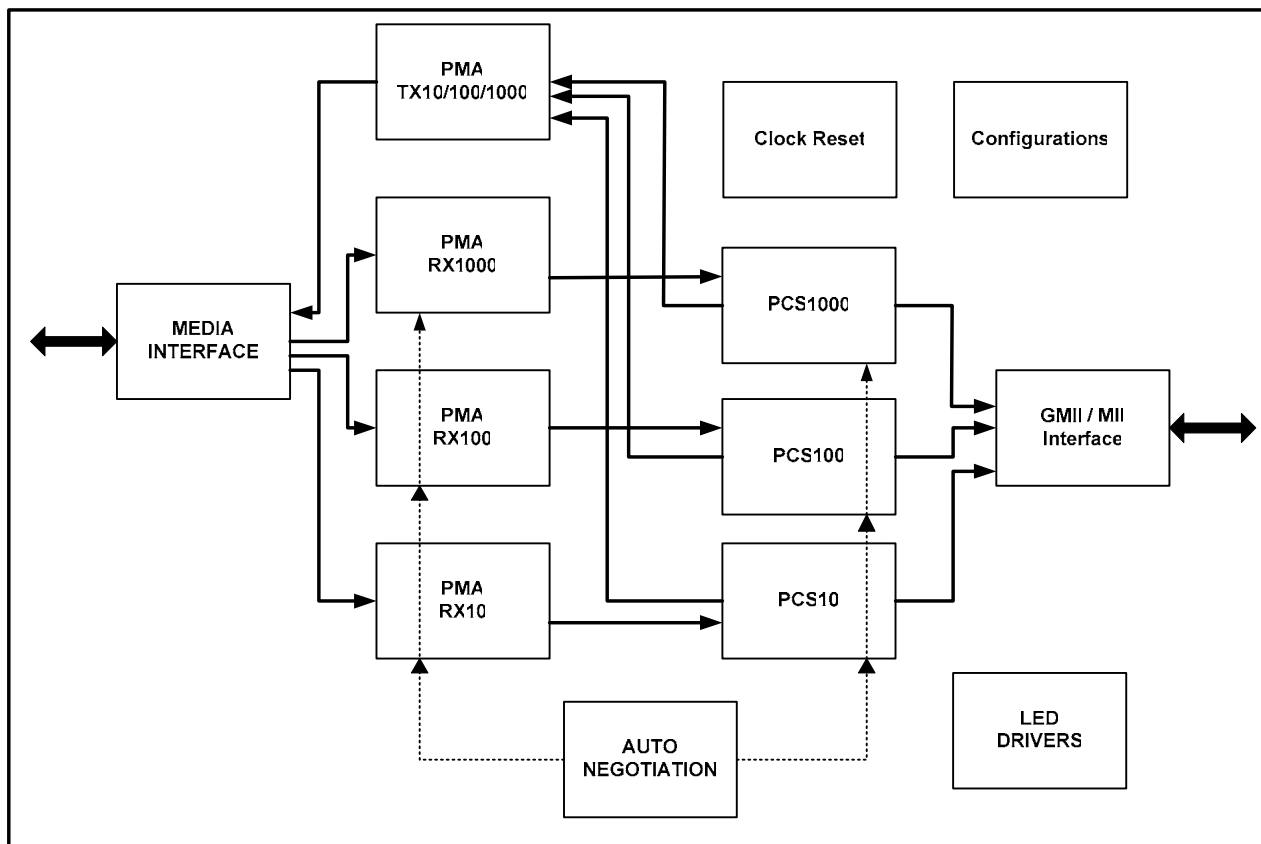 PMA
TX10/100/1000
Clock Reset
Configurations
PMA
RX1000
PCS1000
MEDIA
INTERFACE
PMA
RX100
PCS100
GMII / MII
Interface
PMA
RX10
PCS10
AUTO
NEGOTIATION
LED
DRIVERS